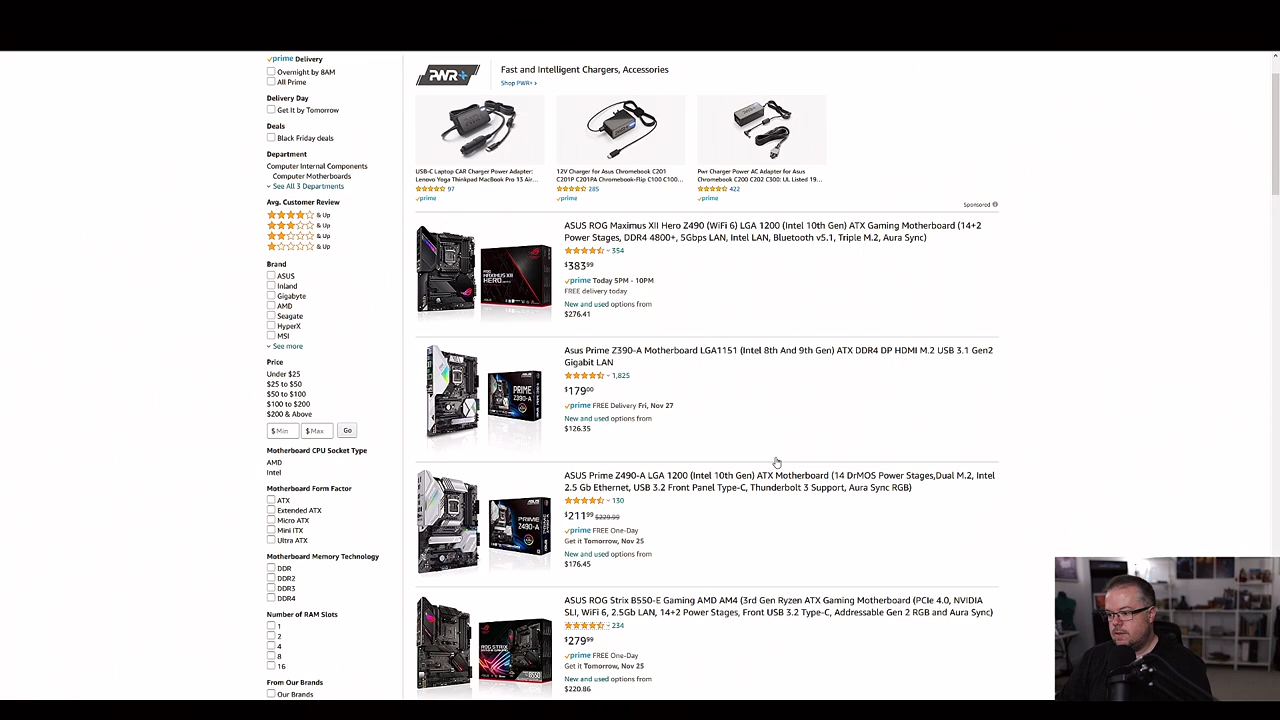 prime Delivery
Overnight by 8AM
All Prime
Delivery Day
Get It by Tomorrow
Deals
Black Friday deals
Department
Computer Internal Components
Computer Motherboards
See All 3 Departments
Avg. Customer Review
& Up
& Up
& Up
& Up
Brand
ASUS
Inland
Gigabyte
AMD
Seagate
HyperX
MSI
See more
Price
Under $25
$25 to $50
$50 to $100
$100 to $200
$200 & Above
$ Min $ Max Go
Motherboard CPU Socket Type
AMD
Intel
Motherboard Form Factor
ATX
Extended ATX
Micro ATX
Mini ITX
Ultra ATX
Motherboard Memory Technology
DDR
DDR2
DDR3
DDR4
Number of RAM Slots
1
2
4
8
16
From Our Brands
Our Brands
PWR+
Fast and Intelligent Chargers, Accessories
Shop PWR+ ›
USB-C Laptop CAR Charger Power Adapter:
Lenovo Yoga Thinkpad MacBook Pro 13 Air...
97
prime
12V Charger for Asus Chromebook C201
C201P C201PA Chromebook-Flip C100 C100...
285
prime
Pwr Charger Power AC Adapter for Asus
Chromebook C200 C202 C300: UL Listed 19...
422
prime
Sponsored
ASUS ROG Maximus XII Hero Z490 (WiFi 6) LGA 1200 (Intel 10th Gen) ATX Gaming Motherboard (14+2
Power Stages, DDR4 4800+, 5Gbps LAN, Intel LAN, Bluetooth v5.1, Triple M.2, Aura Sync)
354
$383.99
prime Today 5PM - 10PM
FREE delivery today
New and used options from
$276.41
HERO
Asus Prime Z390-A Motherboard LGA1151 (Intel 8th And 9th Gen) ATX DDR4 DP HDMI M.2 USB 3.1 Gen2
Gigabit LAN
1,825
$179.00
prime FREE Delivery Fri, Nov 27
New and used options from
$126.35
PRIME
Z390-A
ASUS Prime Z490-A LGA 1200 (Intel 10th Gen) ATX Motherboard (14 DrMOS Power Stages,Dual M.2, Intel
2.5 Gb Ethernet, USB 3.2 Front Panel Type-C, Thunderbolt 3 Support, Aura Sync RGB)
130
$211.99 $229.99
prime FREE One-Day
Get it Tomorrow, Nov 25
New and used options from
$176.45
PRIME
Z490-A
ASUS ROG Strix B550-E Gaming AMD AM4 (3rd Gen Ryzen ATX Gaming Motherboard (PCIe 4.0, NVIDIA
SLI, WiFi 6, 2.5Gb LAN, 14+2 Power Stages, Front USB 3.2 Type-C, Addressable Gen 2 RGB and Aura Sync)
234
$279.99
prime FREE One-Day
Get it Tomorrow, Nov 25
New and used options from
$220.86
ROG STRIX
B550